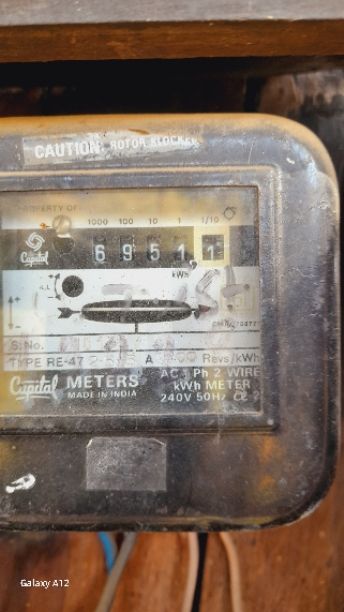 CAUTION: ROTOR BLOCKED
PROPERTY OF
1000 100 10 1 1/10
6 9 5 1 1
Capital
kWh
S. No.
TYPE RE-47 A Revs/kWh
Capital METERS AC 1 Ph 2 WIRE
MADE IN INDIA kWh METER
240V 50Hz
Galaxy A12